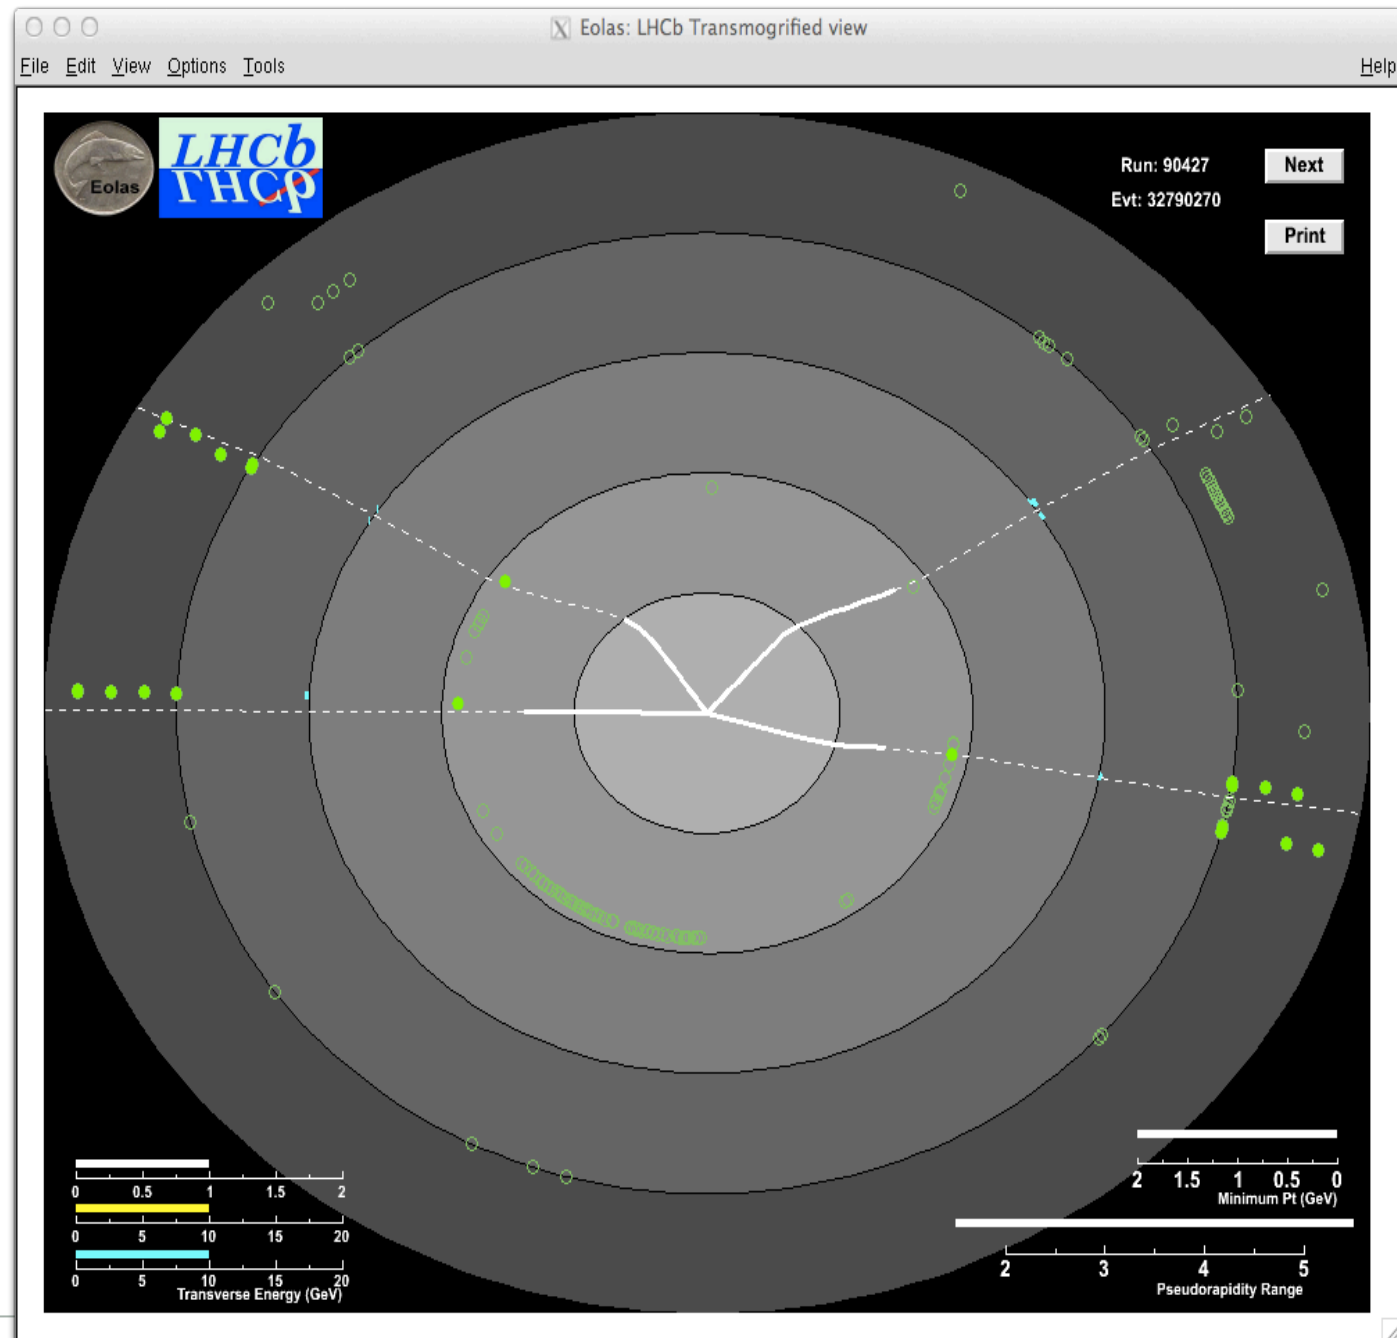 Eolas: LHCb Transmogrified view
File Edit View Options Tools Help
Eolas
LHCb
Run: 90427
Next
Evt: 32790270
Print
0 0.5 1 1.5 2
0 5 10 15 20
0 5 10 15 20
Transverse Energy (GeV)
2 1.5 1 0.5 0
Minimum Pt (GeV)
2 3 4 5
Pseudorapidity Range